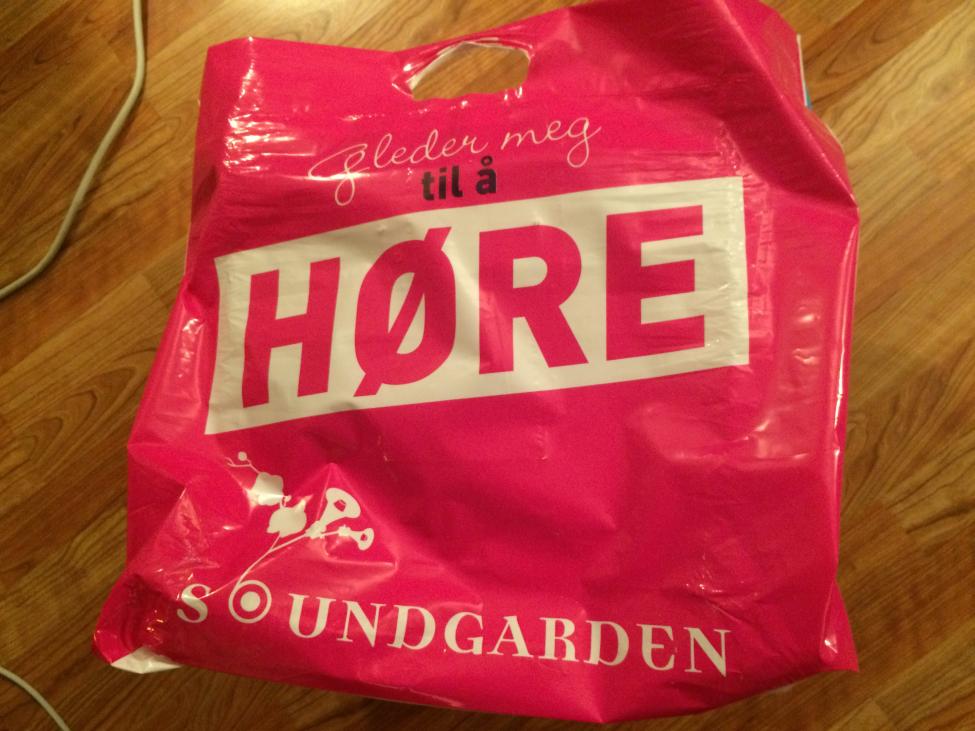 gleder meg
til å
HØRE
SOUNDGARDEN